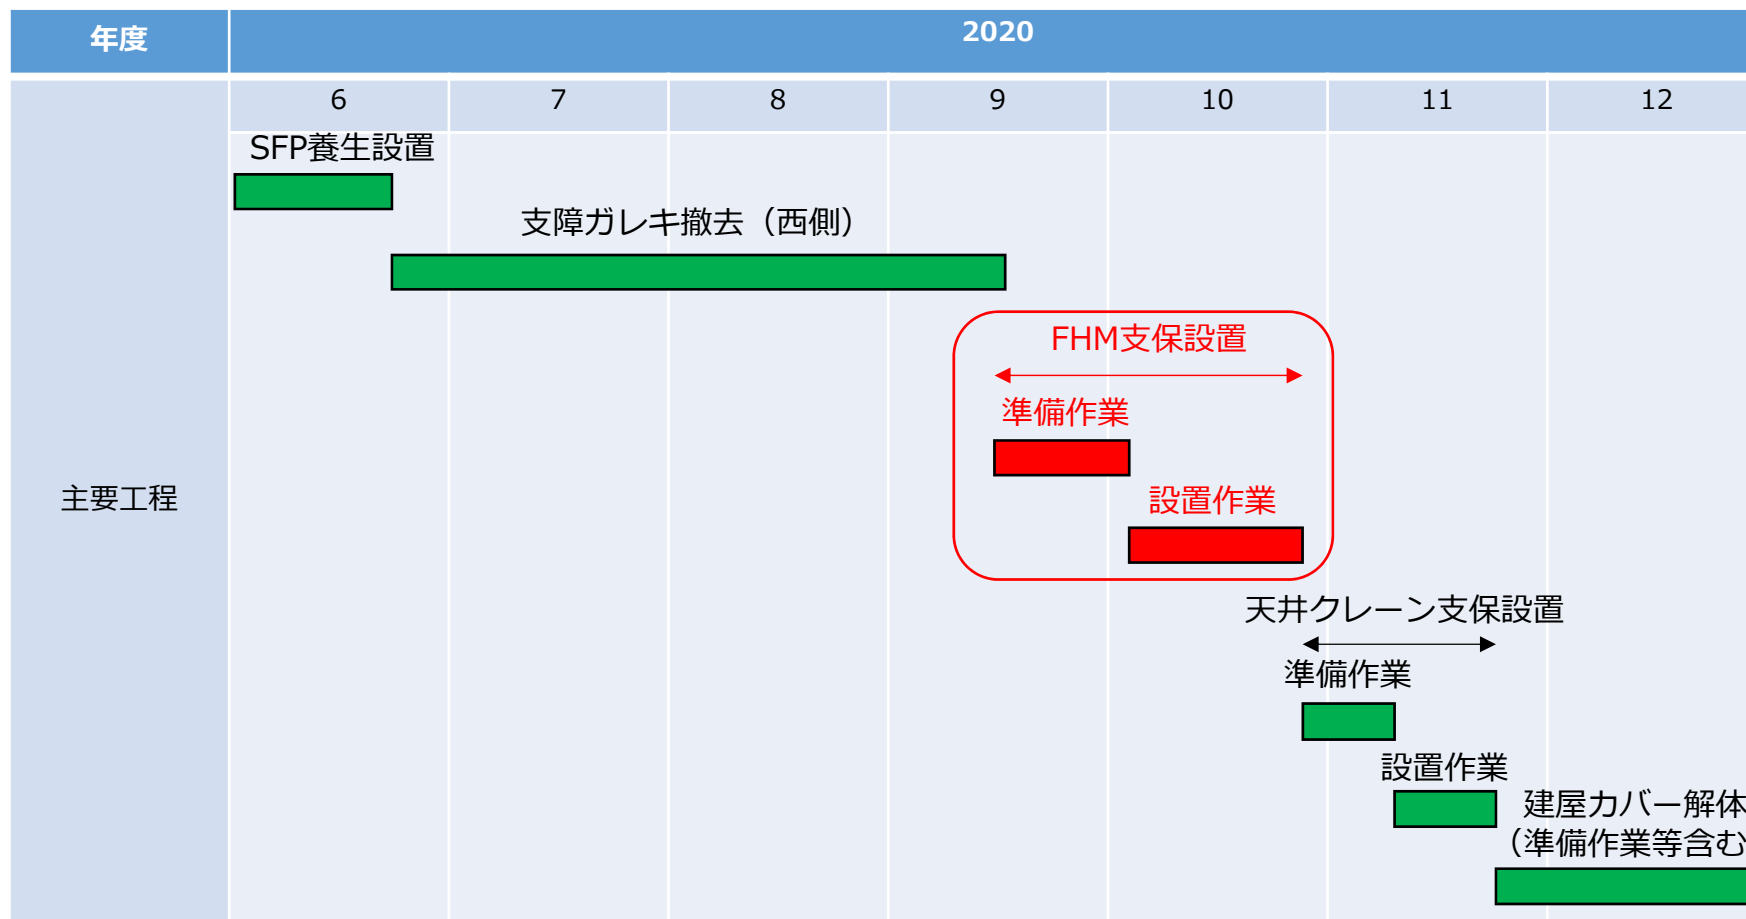 年度
2020
6
7
8
9
10
11
12
主要工程
SFP養生設置
支障ガレキ撤去（西側）
FHM支保設置
準備作業
設置作業
天井クレーン支保設置
準備作業
設置作業
建屋カバー解体
（準備作業等含む